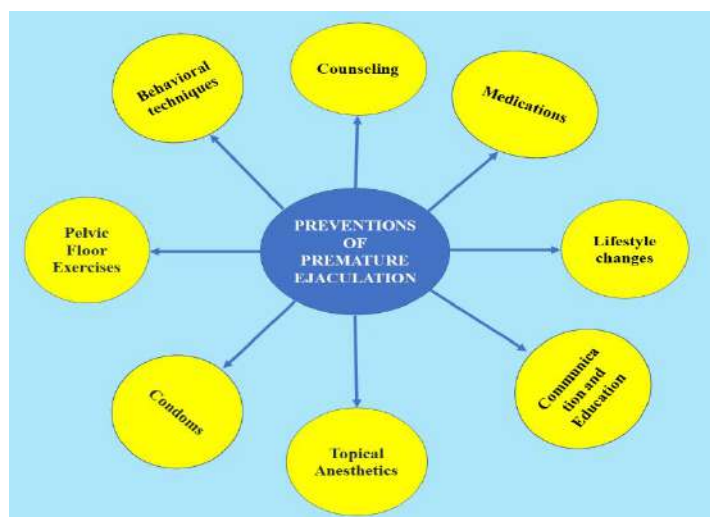 Behavioral
techniques
Counseling
Medications
Pelvic
Floor
Exercises
PREVENTIONS
OF
PREMATURE
EJACULATION
Lifestyle
changes
Condoms
Topical
Anesthetics
Communica
tion and
Education